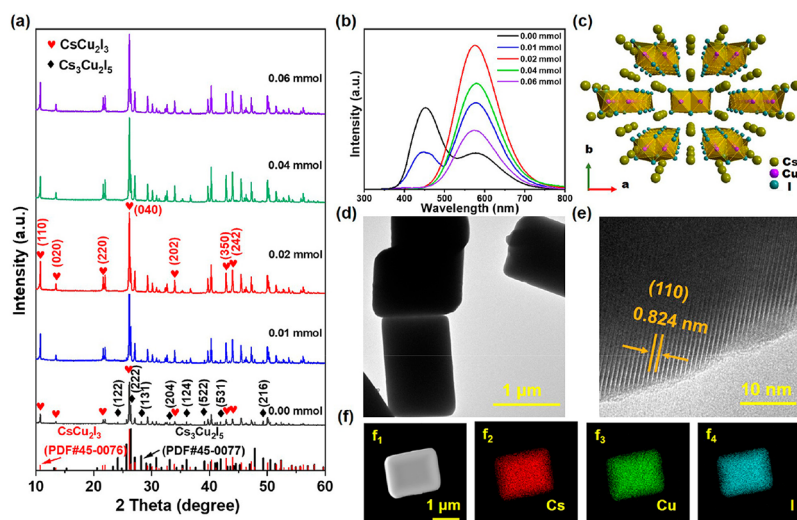 (a)
♥ CsCu2I3
♦ Cs3Cu2I5
0.06 mmol
0.04 mmol
(040)
0.02 mmol
(110)
(020)
(220)
(202)
(350)
(242)
0.01 mmol
0.00 mmol
(122)
(222)
(131)
(204)
(124)
(522)
(531)
(216)
CsCu2I3
(PDF#45-0076)
Cs3Cu2I5
(PDF#45-0077)
10 20 30 40 50 60
2 Theta (degree)
Intensity (a.u.)
(b)
0.00 mmol
0.01 mmol
0.02 mmol
0.04 mmol
0.06 mmol
Intensity (a.u.)
300 400 500 600 700 800
Wavelength (nm)
(c)
b
a
Cs
Cu
I
(d)
1 μm
(e)
(110)
0.824 nm
10 nm
(f)
f1
1 μm
f2
Cs
f3
Cu
f4
I